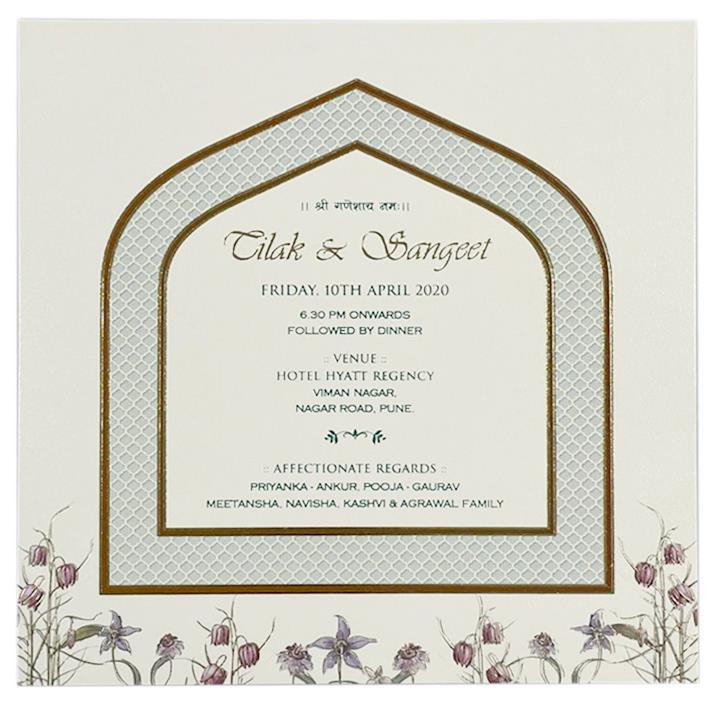 ।। श्री गणेशाय नमः।।
Tilak & Sangeet
FRIDAY, 10TH APRIL 2020
6.30 PM ONWARDS
FOLLOWED BY DINNER
:: VENUE ::
HOTEL HYATT REGENCY
VIMAN NAGAR,
NAGAR ROAD, PUNE.
:: AFFECTIONATE REGARDS ::
PRIYANKA - ANKUR, POOJA - GAURAV
MEETANSHA, NAVISHA, KASHVI & AGRAWAL FAMILY